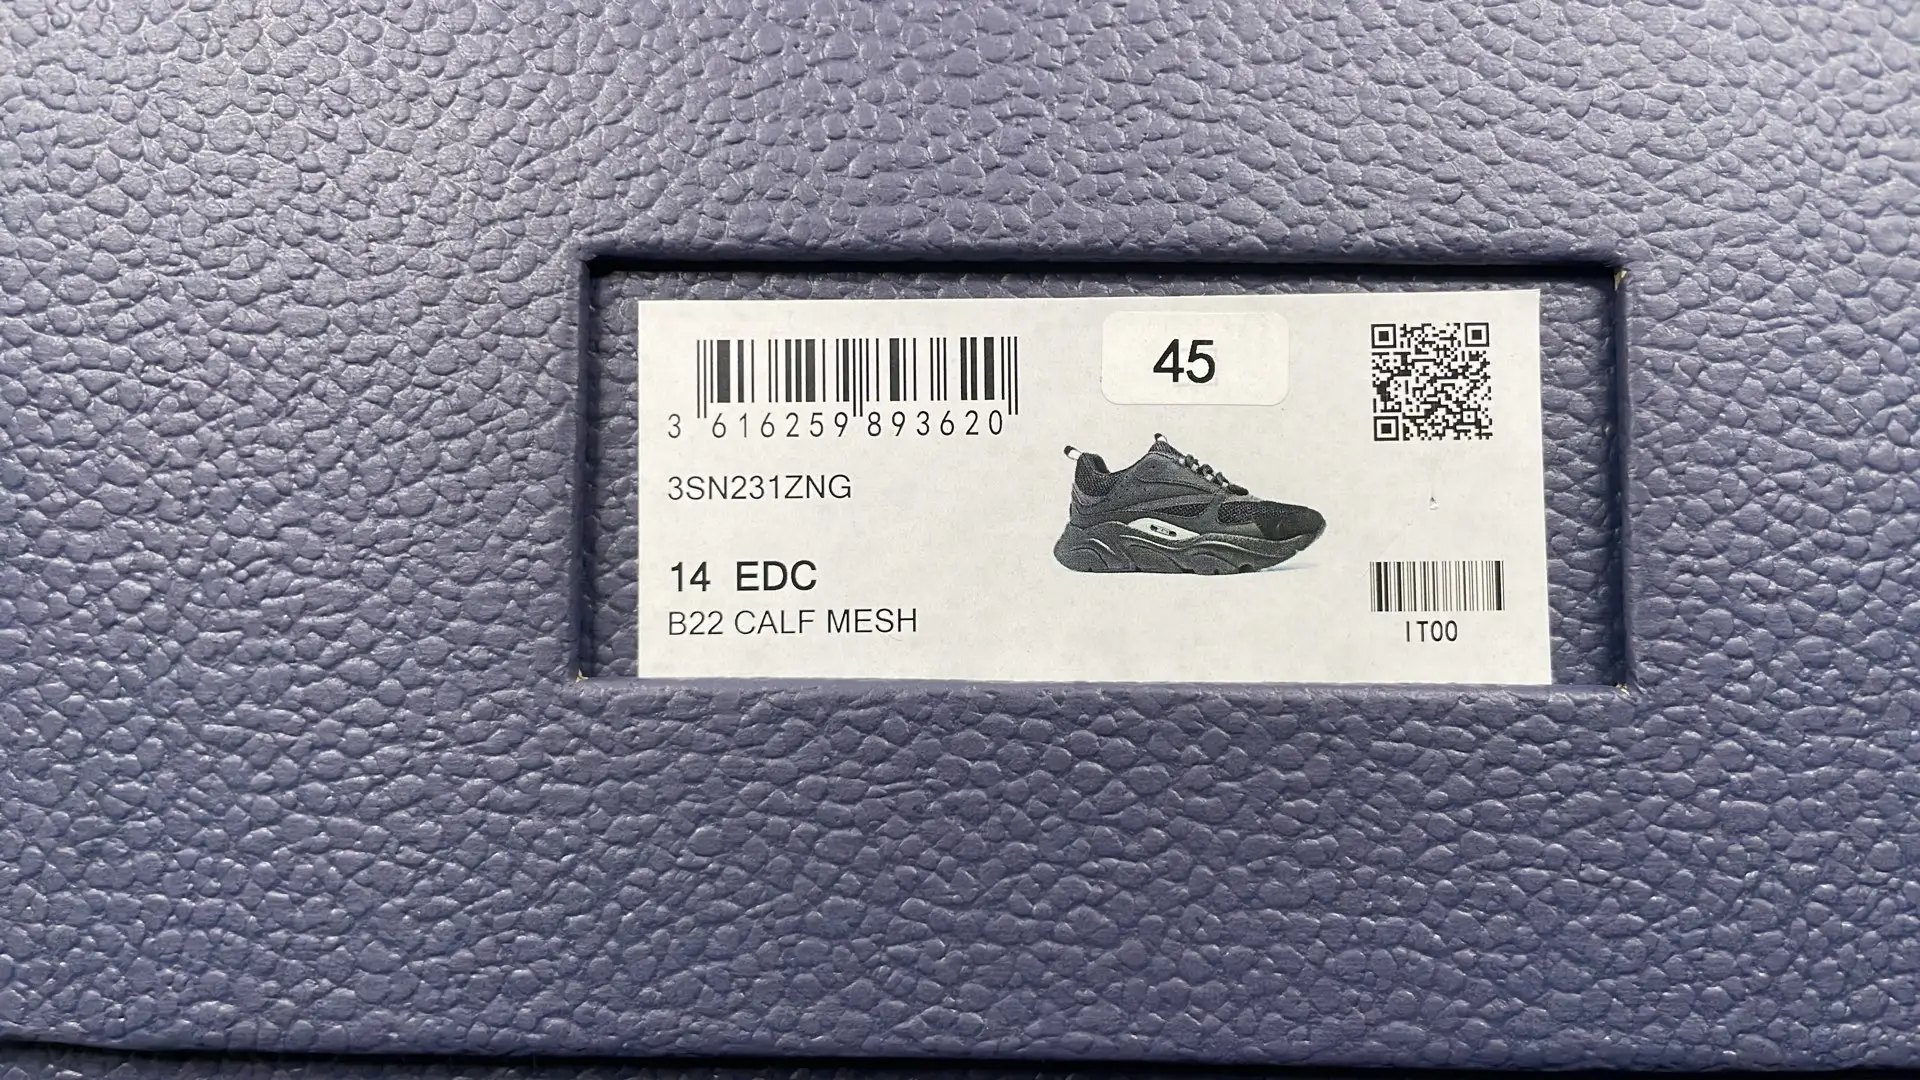 3 616259 893620
45
3SN231ZNG
14 EDC
B22 CALF MESH
IT00